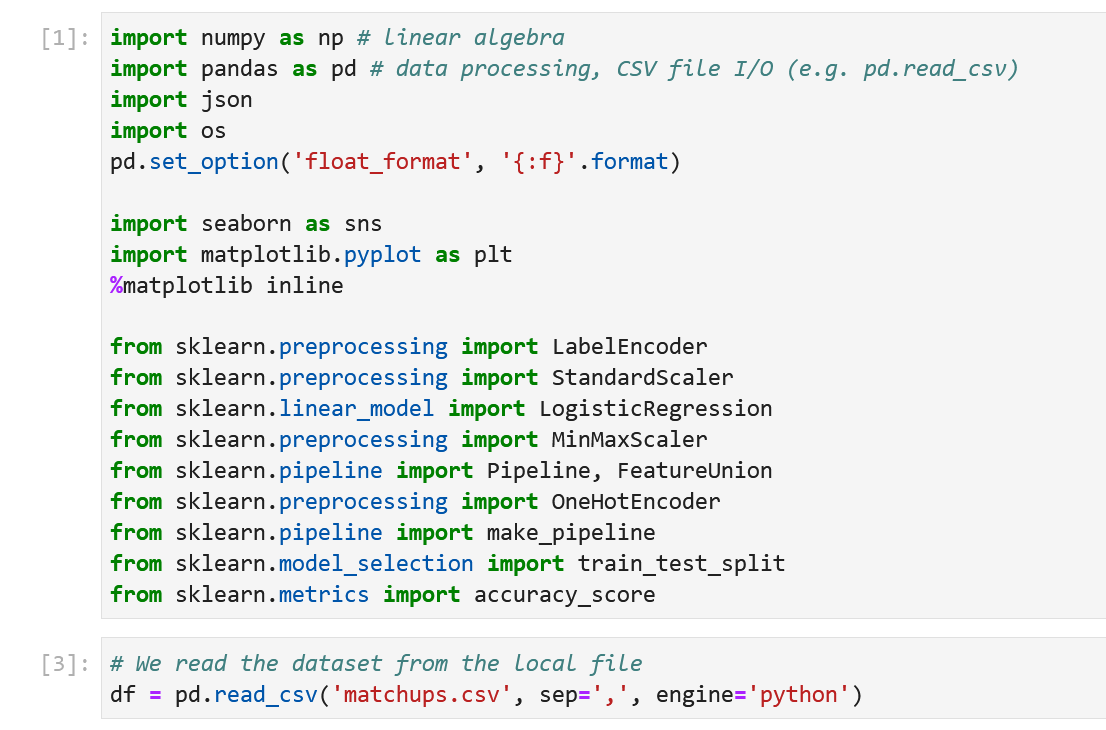 [1]: import numpy as np # linear algebra
import pandas as pd # data processing, CSV file I/O (e.g. pd.read_csv)
import json
import os
pd.set_option('float_format', '{:f}'.format)
import seaborn as sns
import matplotlib.pyplot as plt
%matplotlib inline
from sklearn.preprocessing import LabelEncoder
from sklearn.preprocessing import StandardScaler
from sklearn.linear_model import LogisticRegression
from sklearn.preprocessing import MinMaxScaler
from sklearn.pipeline import Pipeline, FeatureUnion
from sklearn.preprocessing import OneHotEncoder
from sklearn.pipeline import make_pipeline
from sklearn.model_selection import train_test_split
from sklearn.metrics import accuracy_score
[3]: # We read the dataset from the local file
df = pd.read_csv('matchups.csv', sep=',', engine='python')